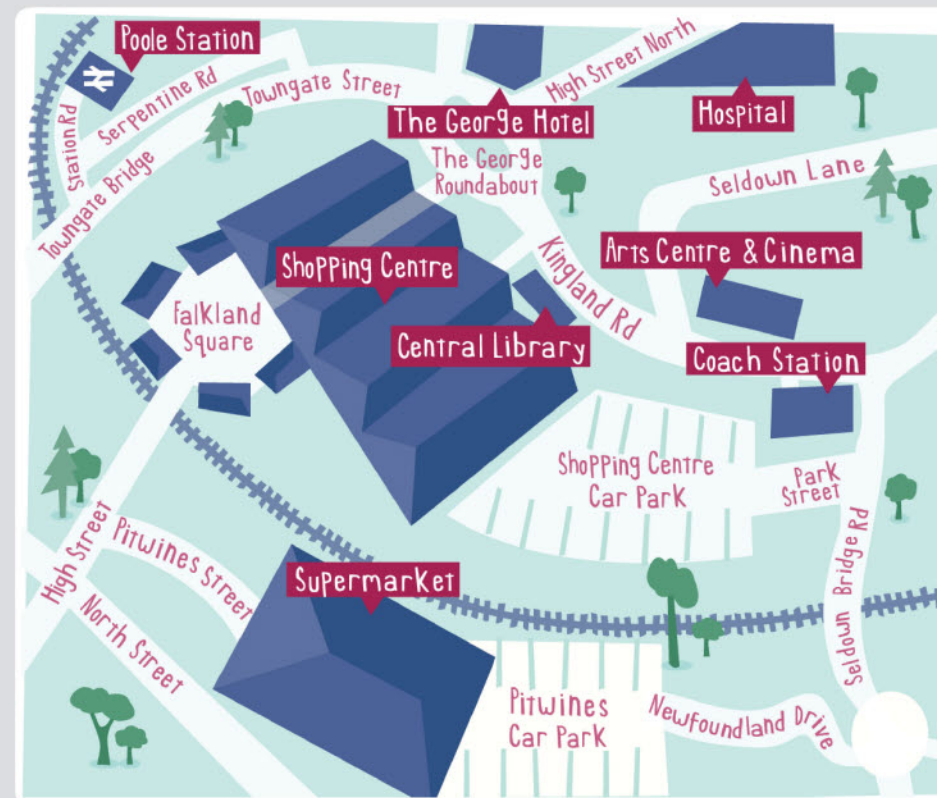 Poole Station
High Street North
Serpentine Rd
Towngate Street
The George Hotel
Hospital
Station Rd
The George
Roundabout
Towngate Bridge
Seldown Lane
Shopping Centre
Kingland Rd
Arts Centre & Cinema
Falkland
Square
Central Library
Coach Station
Shopping Centre
Car Park
Park
Street
High Street
Pitwines Street
Supermarket
Seldown Bridge Rd
North Street
Pitwines
Car Park
Newfoundland Drive